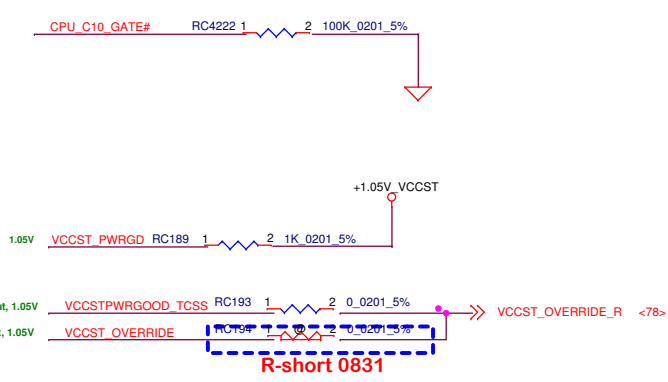 CPU_C10_GATE# RC4222 1 2 100K_0201_5%
+1.05V_VCCST
1.05V VCCST_PWRGD RC189 1 2 1K_0201_5%
t, 1.05V VCCSTPWRGOOD_TCSS RC193 1 2 0_0201_5%
VCCST_OVERRIDE_R <78>
t, 1.05V VCCST_OVERRIDE RC194 1 @ 2 0_0201_5%
R-short 0831